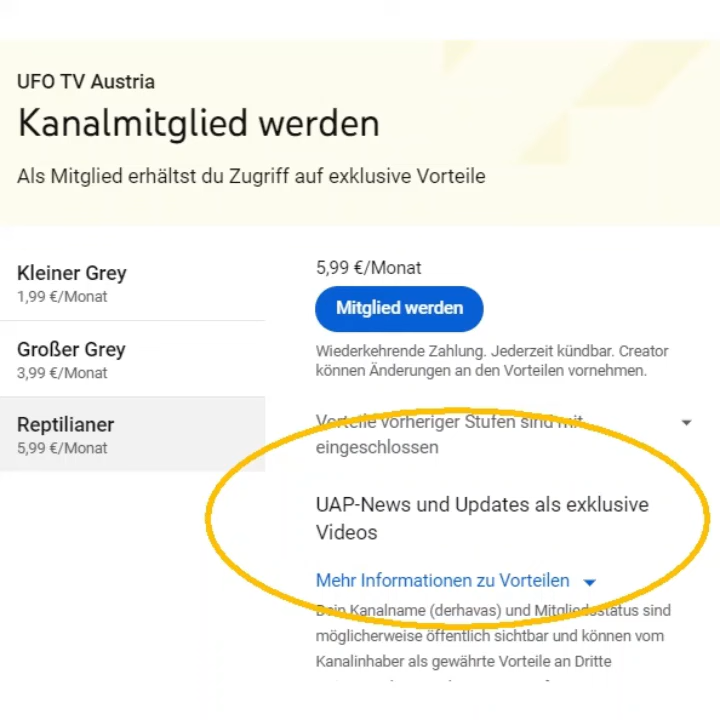 UFO TV Austria
Kanalmitglied werden
Als Mitglied erhältst du Zugriff auf exklusive Vorteile
Kleiner Grey
1,99 €/Monat
Großer Grey
3,99 €/Monat
Reptilianer
5,99 €/Monat
5,99 €/Monat
Mitglied werden
Wiederkehrende Zahlung. Jederzeit kündbar. Creator
können Änderungen an den Vorteilen vornehmen.
Vorteile vorheriger Stufen sind mit
eingeschlossen
UAP-News und Updates als exklusive
Videos
Mehr Informationen zu Vorteilen
Dein Kanalname (derhavas) und Mitgliedsstatus sind
möglicherweise öffentlich sichtbar und können vom
Kanalinhaber als gewährte Vorteile an Dritte